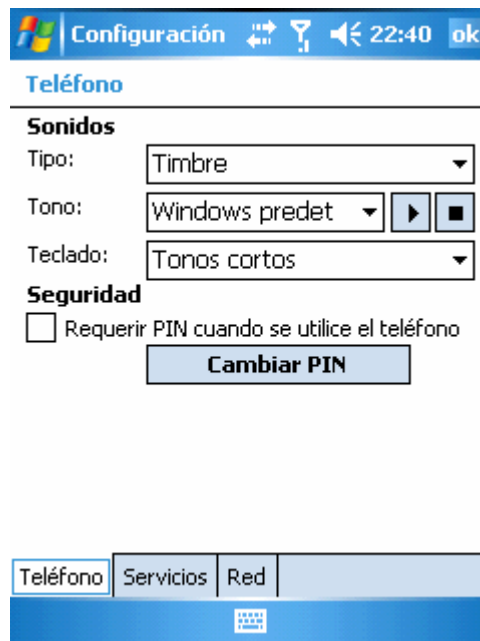 Configuración 22:40 ok
Teléfono
Sonidos
Tipo: Timbre
Tono: Windows predet
Teclado: Tonos cortos
Seguridad
Requerir PIN cuando se utilice el teléfono
Cambiar PIN
Teléfono Servicios Red